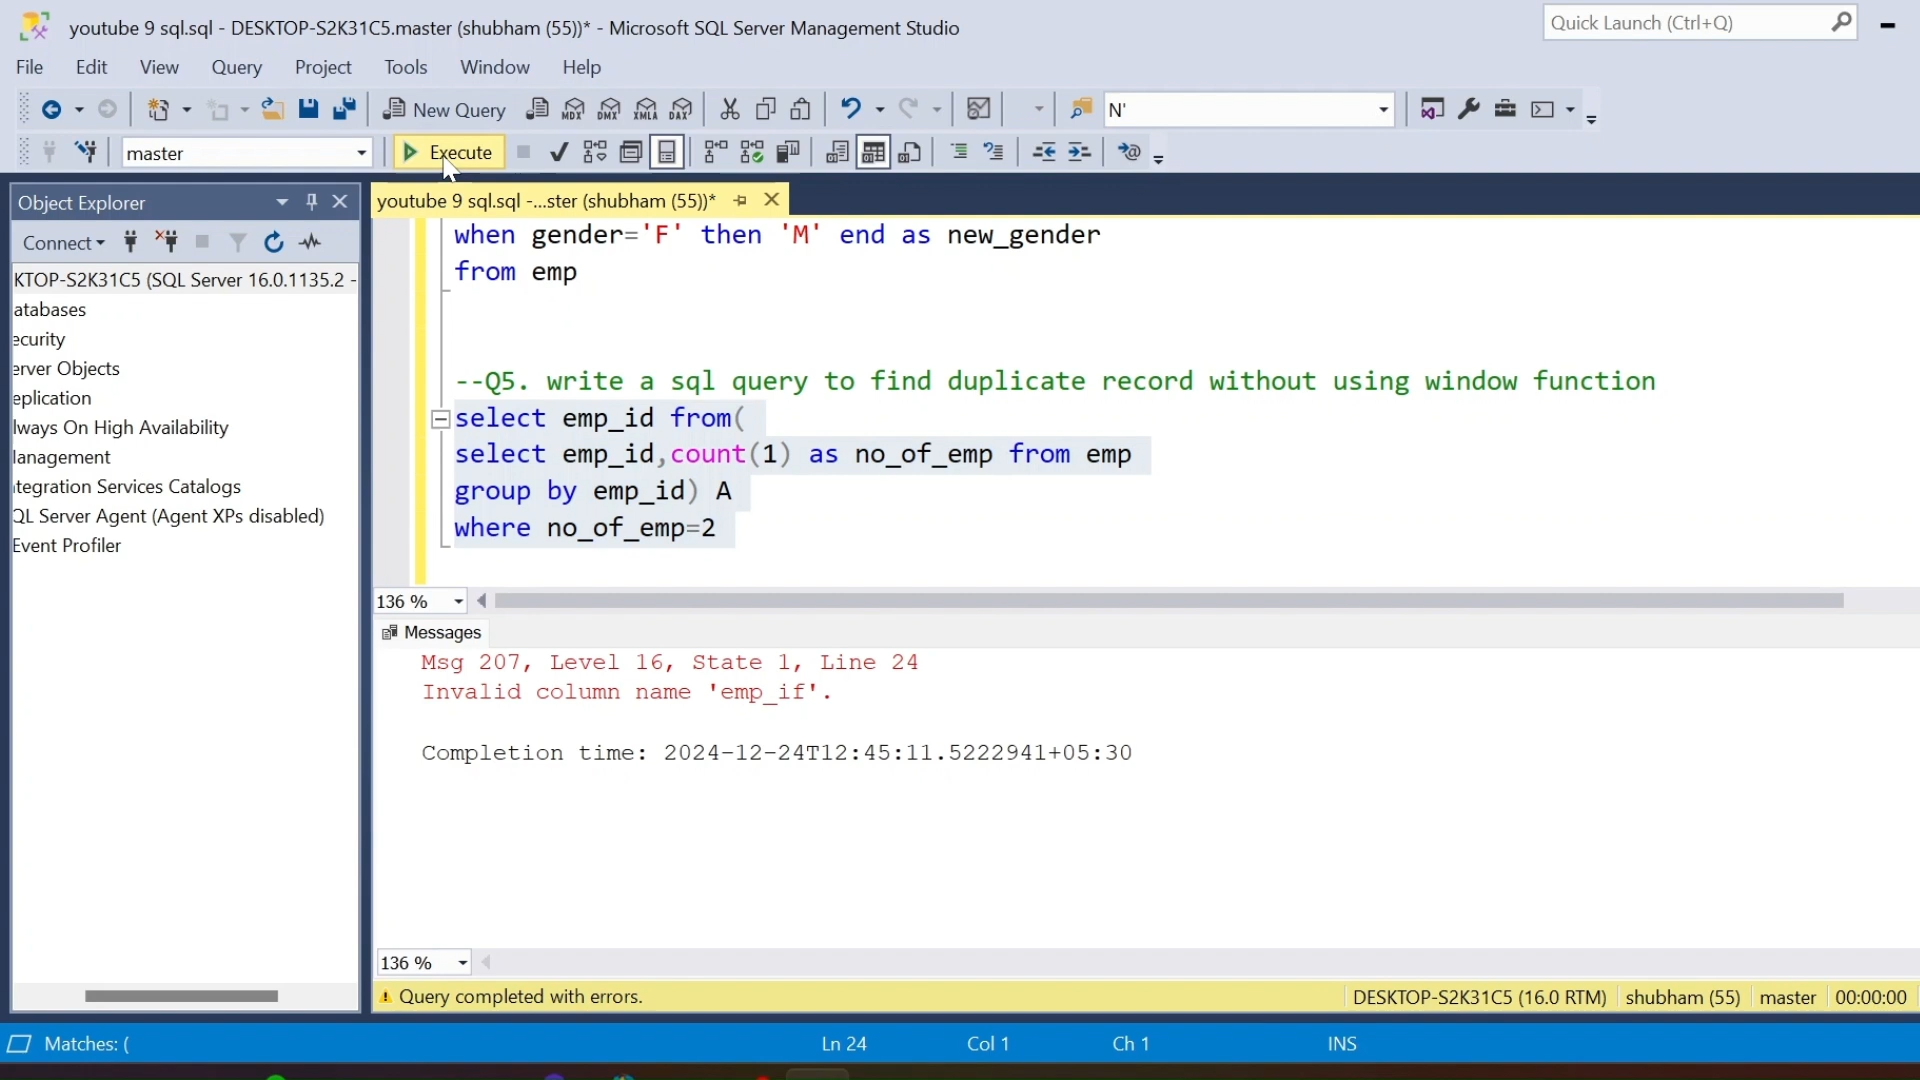 youtube 9 sql.sql - DESKTOP-S2K31C5.master (shubham (55))* - Microsoft SQL Server Management Studio
Quick Launch (Ctrl+Q)
File Edit View Query Project Tools Window Help
New Query MDX DMX XMLA DAX N'
master Execute
Object Explorer
youtube 9 sql.sql -...ster (shubham (55))*
Connect
KTOP-S2K31C5 (SQL Server 16.0.1135.2 -
atabases
ecurity
erver Objects
eplication
lways On High Availability
lanagement
ntegration Services Catalogs
QL Server Agent (Agent XPs disabled)
Event Profiler
when gender='F' then 'M' end as new_gender
from emp
--Q5. write a sql query to find duplicate record without using window function
select emp_id from(
select emp_id,count(1) as no_of_emp from emp
group by emp_id) A
where no_of_emp=2
136 %
Messages
Msg 207, Level 16, State 1, Line 24
Invalid column name 'emp_if'.
Completion time: 2024-12-24T12:45:11.5222941+05:30
136 %
Query completed with errors.
DESKTOP-S2K31C5 (16.0 RTM) shubham (55) master 00:00:00
Matches: (
Ln 24 Col 1 Ch 1 INS